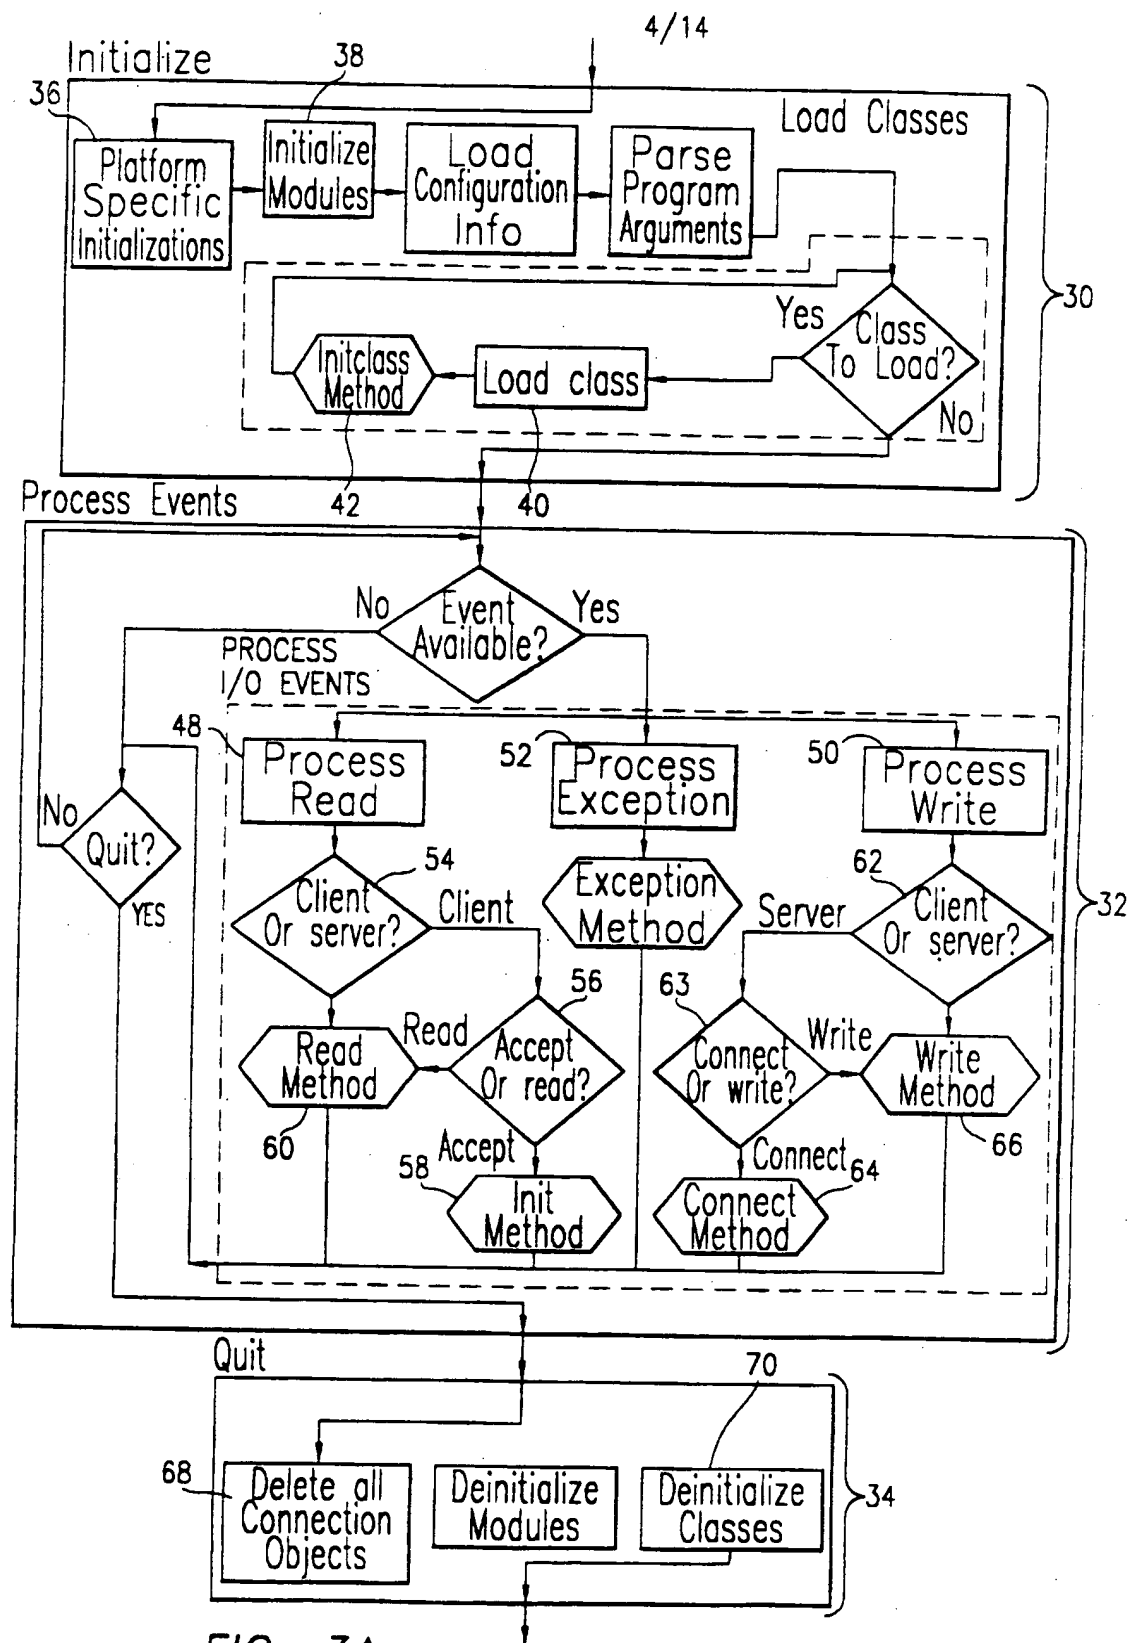 4/14
Initialize
38
36
Load Classes
Platform
Specific
Initializations
Initialize
Modules
Load
Configuration
Info
Parse
Program
Arguments
30
Yes
Class
To Load?
No
Initclass
Method
Load class
42
40
Process Events
No
Event
Available?
Yes
PROCESS
I/O EVENTS
48
Process
Read
52
Process
Exception
50
Process
Write
No
Quit?
YES
54
Client
Or server?
Client
Exception
Method
Server
62
Client
Or server?
32
56
63
Read
Method
Read
Accept
Or read?
Connect
Or write?
Write
Write
Method
60
66
Accept
Connect
58
Init
Method
64
Connect
Method
Quit
70
68
Delete all
Connection
Objects
Deinitialize
Modules
Deinitialize
Classes
34
FIG. 3A